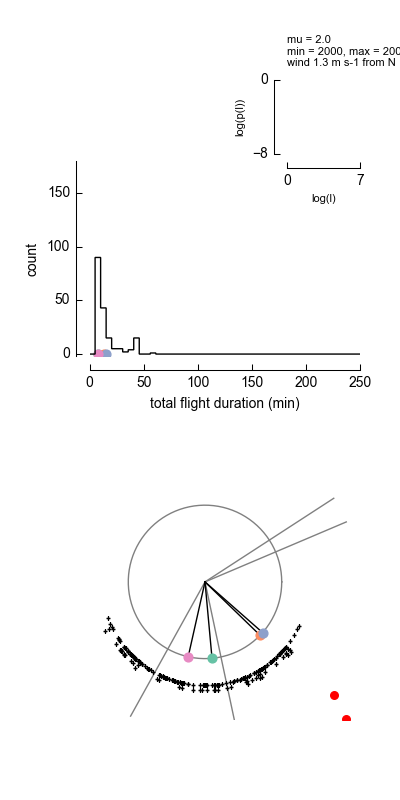 mu = 2.0
min = 2000, max = 200
wind 1.3 m s-1 from N
0
−8
log(p(l))
0 7
log(l)
150
100
50
0
count
0 50 100 150 200 250
total flight duration (min)